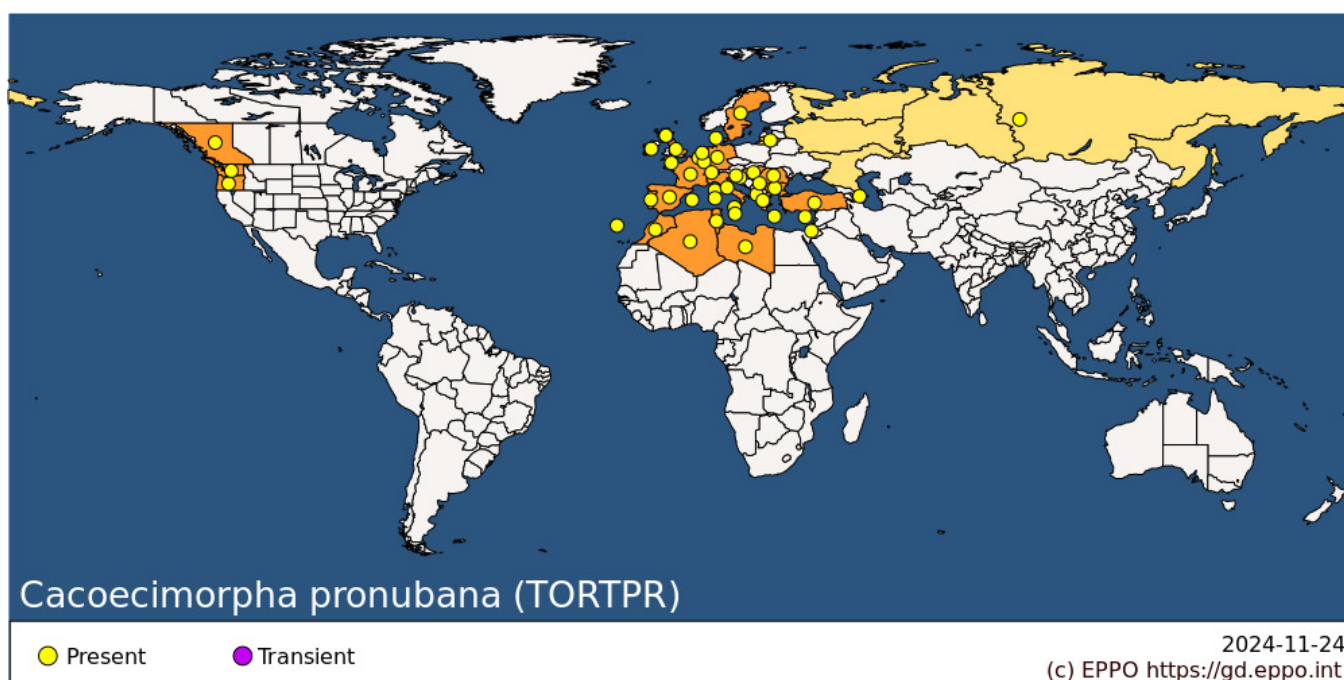 Cacoecimorpha pronubana (TORTPR)
Present
Transient
2024-11-24
(c) EPPO https://gd.eppo.int